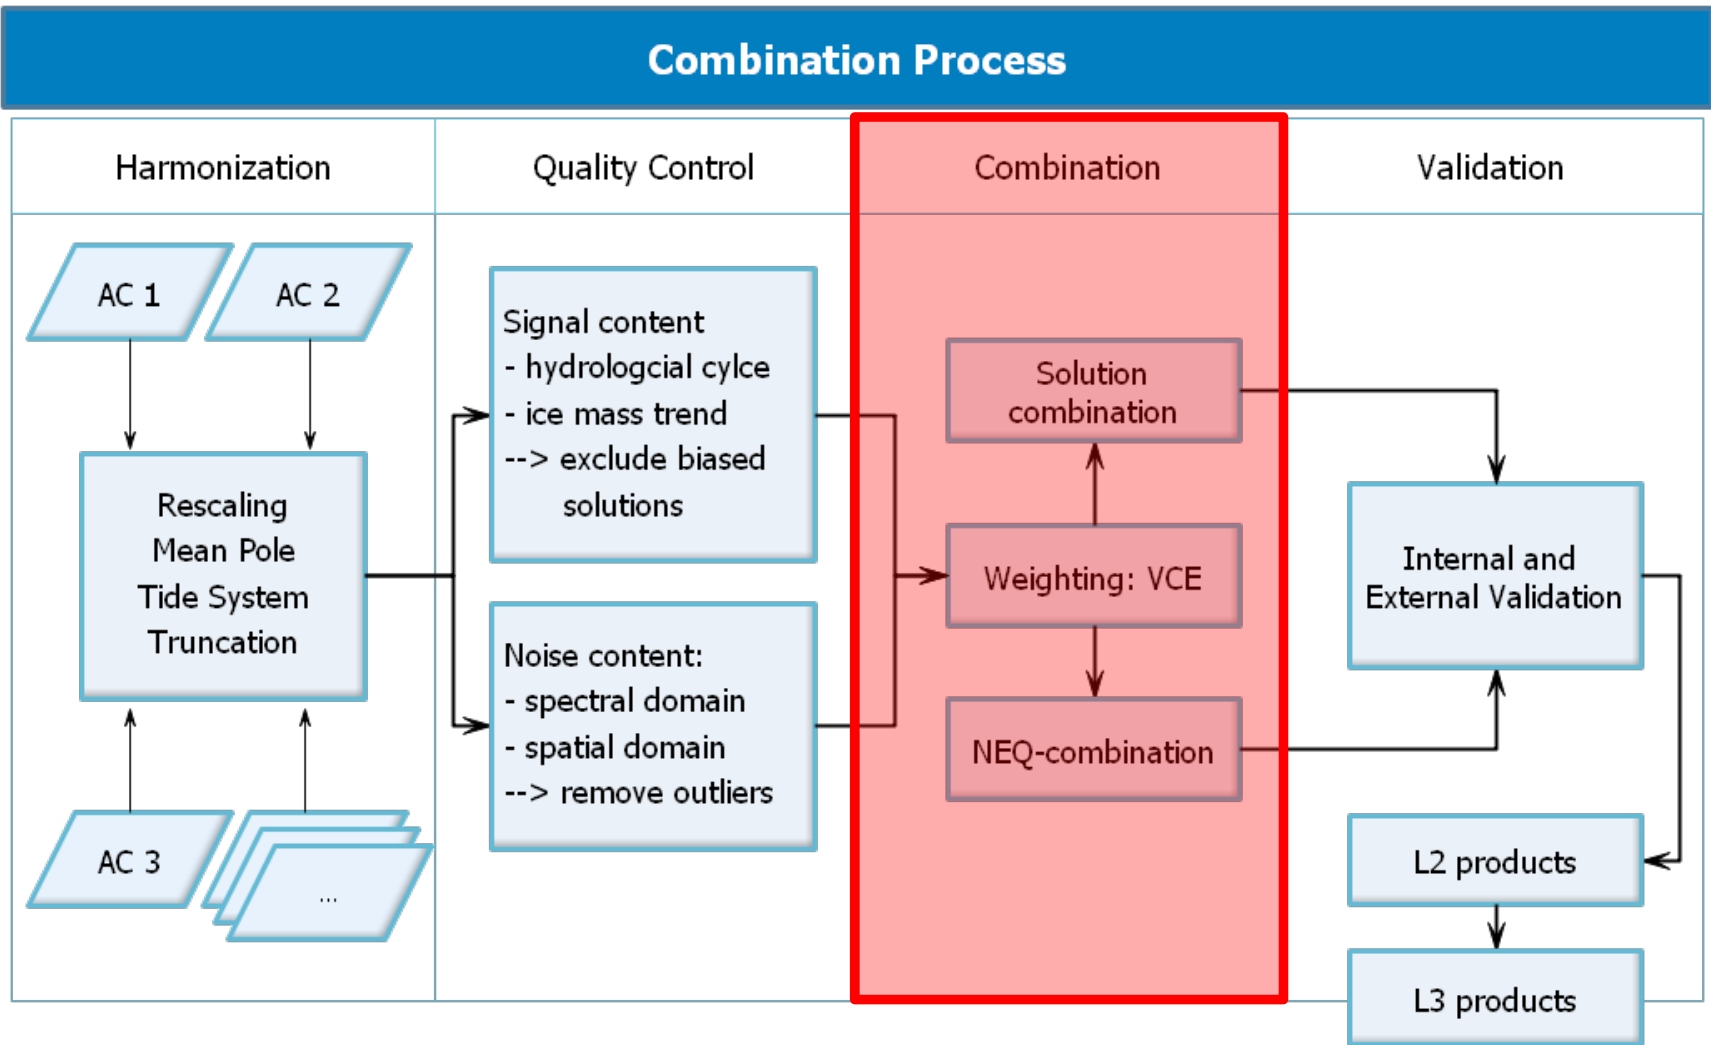 Combination Process
Harmonization
Quality Control
Combination
Validation
AC 1
AC 2
Rescaling
Mean Pole
Tide System
Truncation
AC 3
...
Signal content
- hydrologcial cylce
- ice mass trend
--> exclude biased
solutions
Noise content:
- spectral domain
- spatial domain
--> remove outliers
Solution
combination
Weighting: VCE
NEQ-combination
Internal and
External Validation
L2 products
L3 products